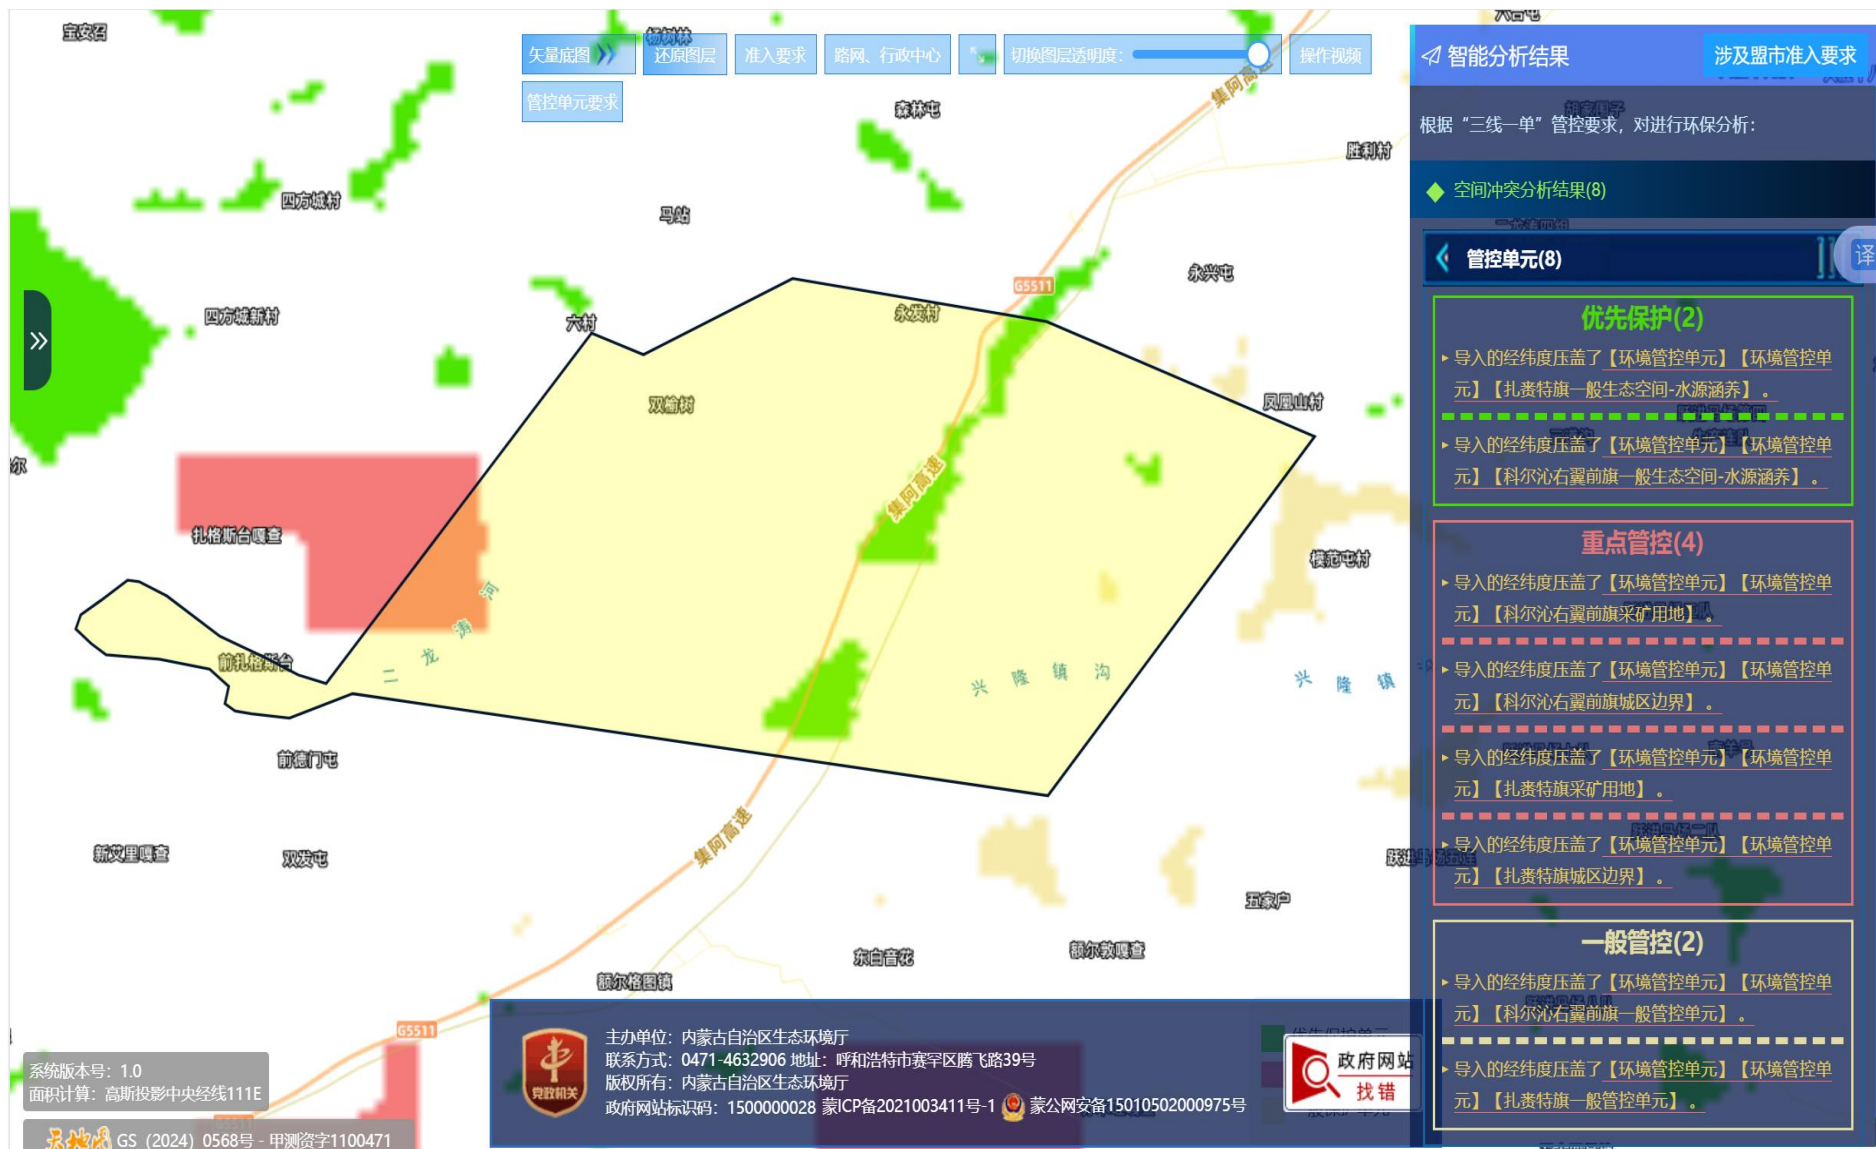 宝安召
杨树林
六合屯
矢量底图
还原图层
准入要求
路网、行政中心
切换图层透明度：
操作视频
管控单元要求
集阿高速
森林屯
胜利村
四方城村
马站
永兴屯
G5511
四方城新村
六村
永发村
双榆树
凤凰山村
集阿高速
扎格斯台嘎查
模范屯村
二龙涛河
前扎格斯台
兴隆镇沟
兴隆镇
前德门屯
集阿高速
新艾里嘎查
双发屯
五家户
东白音花
额尔敦嘎查
额尔格图镇
G5511
G5511
智能分析结果
涉及盟市准入要求
根据“三线一单”管控要求，对进行环保分析：
空间冲突分析结果(8)
管控单元(8)
译
优先保护(2)
导入的经纬度压盖了【环境管控单元】【环境管控单
元】【扎赉特旗一般生态空间-水源涵养】 。
导入的经纬度压盖了【环境管控单元】【环境管控单
元】【科尔沁右翼前旗一般生态空间-水源涵养】 。
重点管控(4)
导入的经纬度压盖了【环境管控单元】【环境管控单
元】【科尔沁右翼前旗采矿用地】 。
导入的经纬度压盖了【环境管控单元】【环境管控单
元】【科尔沁右翼前旗城区边界】 。
导入的经纬度压盖了【环境管控单元】【环境管控单
元】【扎赉特旗采矿用地】 。
导入的经纬度压盖了【环境管控单元】【环境管控单
元】【扎赉特旗城区边界】 。
一般管控(2)
导入的经纬度压盖了【环境管控单元】【环境管控单
元】【科尔沁右翼前旗一般管控单元】 。
导入的经纬度压盖了【环境管控单元】【环境管控单
元】【扎赉特旗一般管控单元】 。
系统版本号：1.0
面积计算：高斯投影中央经线111E
天地图 GS（2024）0568号 - 甲测资字1100471
党政机关
主办单位：内蒙古自治区生态环境厅
联系方式：0471-4632906 地址：呼和浩特市赛罕区腾飞路39号
版权所有：内蒙古自治区生态环境厅
政府网站标识码：1500000028 蒙ICP备2021003411号-1 蒙公网安备15010502000975号
政府网站
找错